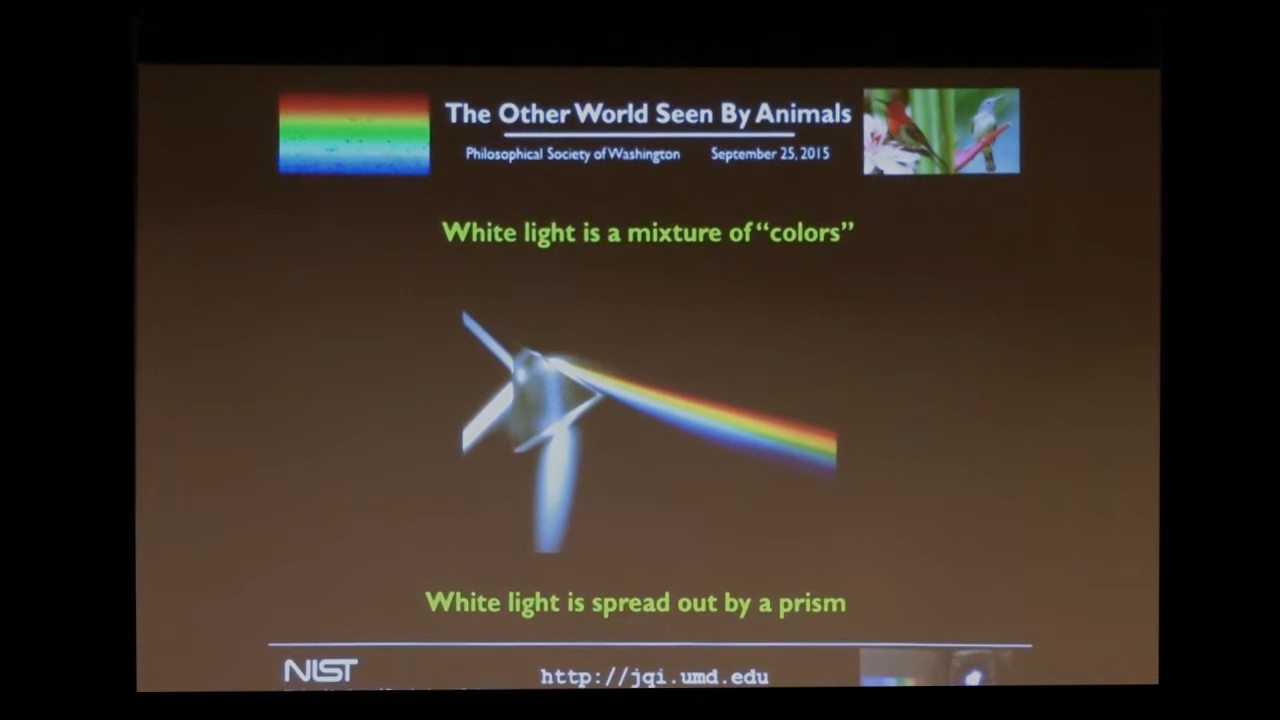 The Other World Seen By Animals
Philosophical Society of Washington September 25, 2015
White light is a mixture of “colors”
White light is spread out by a prism
NIST
http://jqi.umd.edu